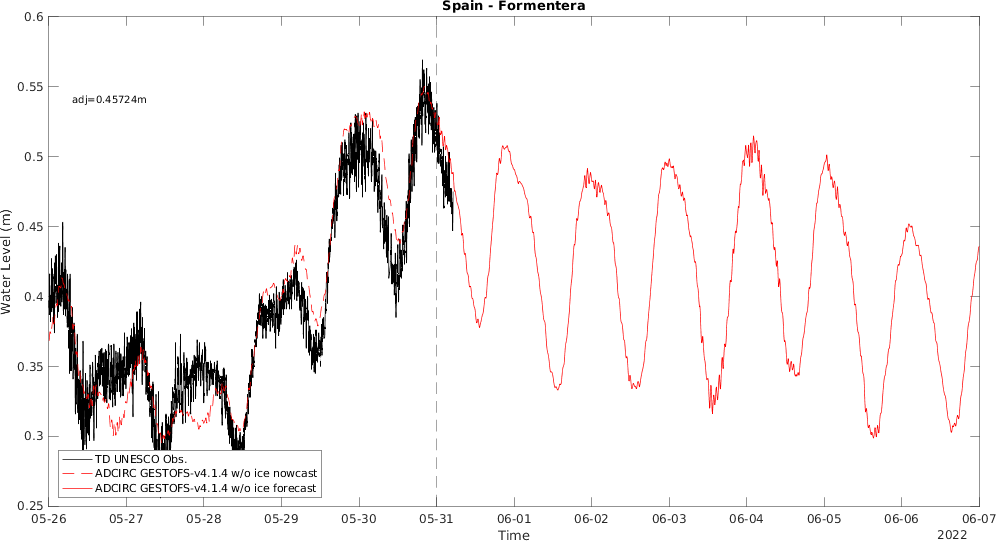 Spain - Formentera
0.6
0.55
adj=0.45724m
0.5
0.45
Water Level (m)
0.4
0.35
0.3
TD UNESCO Obs.
ADCIRC GESTOFS-v4.1.4 w/o ice nowcast
ADCIRC GESTOFS-v4.1.4 w/o ice forecast
0.25
05-26 05-27 05-28 05-29 05-30 05-31 06-01 06-02 06-03 06-04 06-05 06-06 06-07
Time
2022